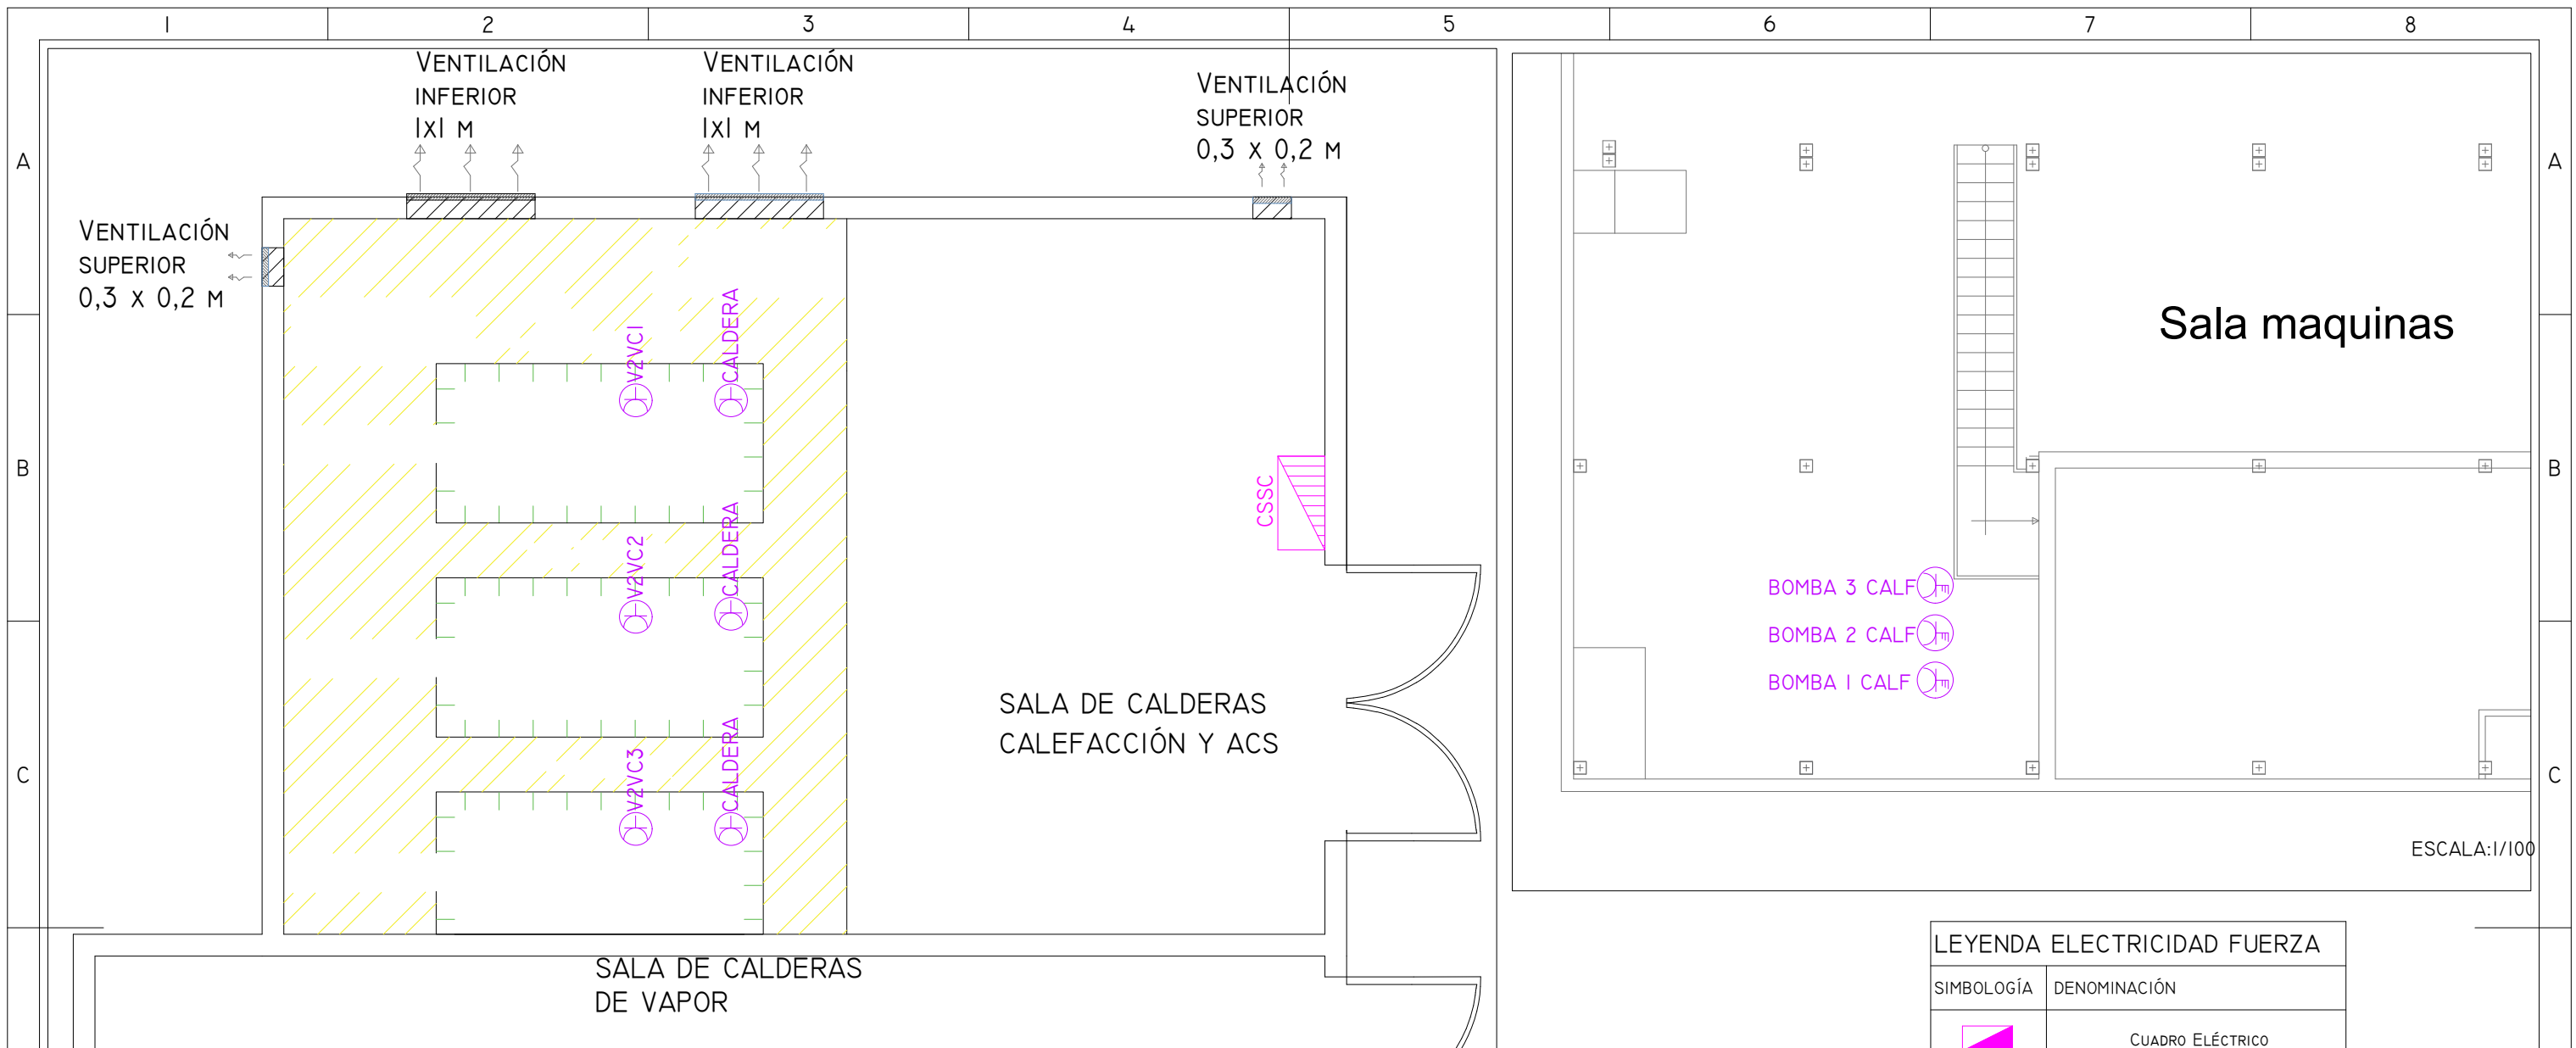 1 2 3 4 5 6 7 8
VENTILACIÓN
INFERIOR
1X1 M
VENTILACIÓN
INFERIOR
1X1 M
VENTILACIÓN
SUPERIOR
0,3 X 0,2 M
A
A
VENTILACIÓN
SUPERIOR
0,3 X 0,2 M
V2VC1
CALDERA
Sala maquinas
B
B
CSSC
V2VC2
CALDERA
BOMBA 3 CALF
BOMBA 2 CALF
BOMBA 1 CALF
SALA DE CALDERAS
CALEFACCIÓN Y ACS
V2VC3
CALDERA
C
C
ESCALA:1/100
SALA DE CALDERAS
DE VAPOR
LEYENDA ELECTRICIDAD FUERZA
SIMBOLOGÍA DENOMINACIÓN
CUADRO ELÉCTRICO